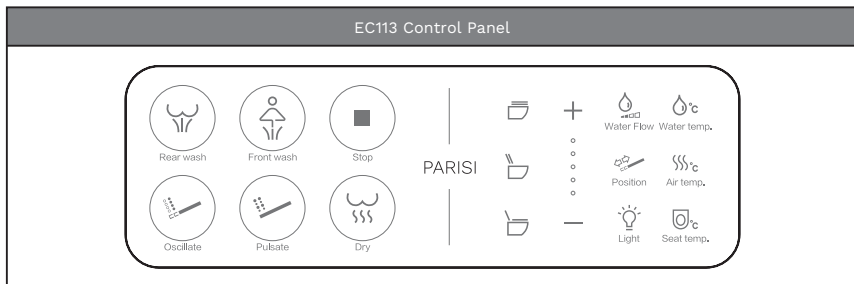 EC113 Control Panel
Rear wash
Front wash
Stop
Oscillate
Pulsate
Dry
PARISI
+
—
Water Flow
Water temp.
Position
Air temp.
Light
Seat temp.
°c
°c
°c